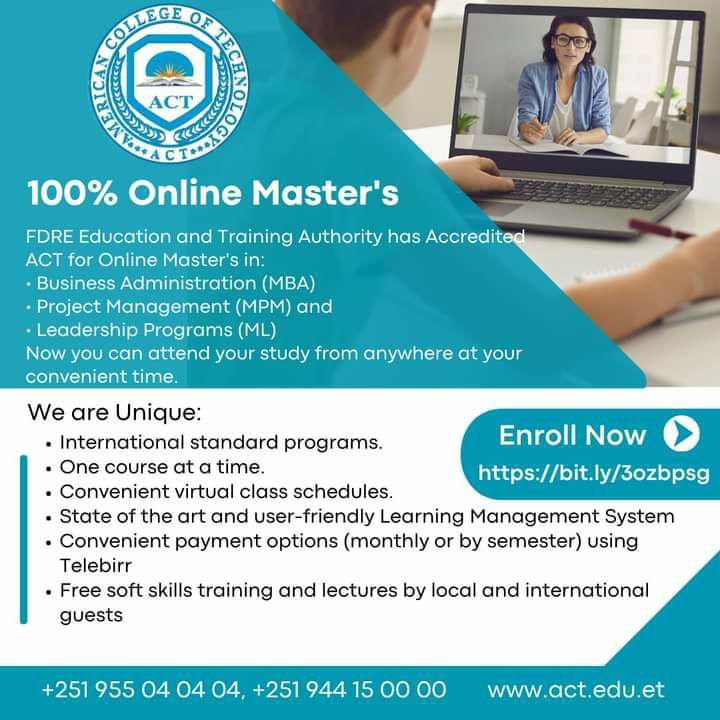 AMERICAN COLLEGE OF TECHNOLOGY
ACT
ACT
100% Online Master's
FDRE Education and Training Authority has Accredited
ACT for Online Master's in:
• Business Administration (MBA)
• Project Management (MPM) and
• Leadership Programs (ML)
Now you can attend your study from anywhere at your
convenient time.
We are Unique:
• International standard programs.
• One course at a time.
• Convenient virtual class schedules.
• State of the art and user-friendly Learning Management System
• Convenient payment options (monthly or by semester) using
Telebirr
• Free soft skills training and lectures by local and international
guests
Enroll Now
https://bit.ly/3ozbpsg
+251 955 04 04 04, +251 944 15 00 00
www.act.edu.et